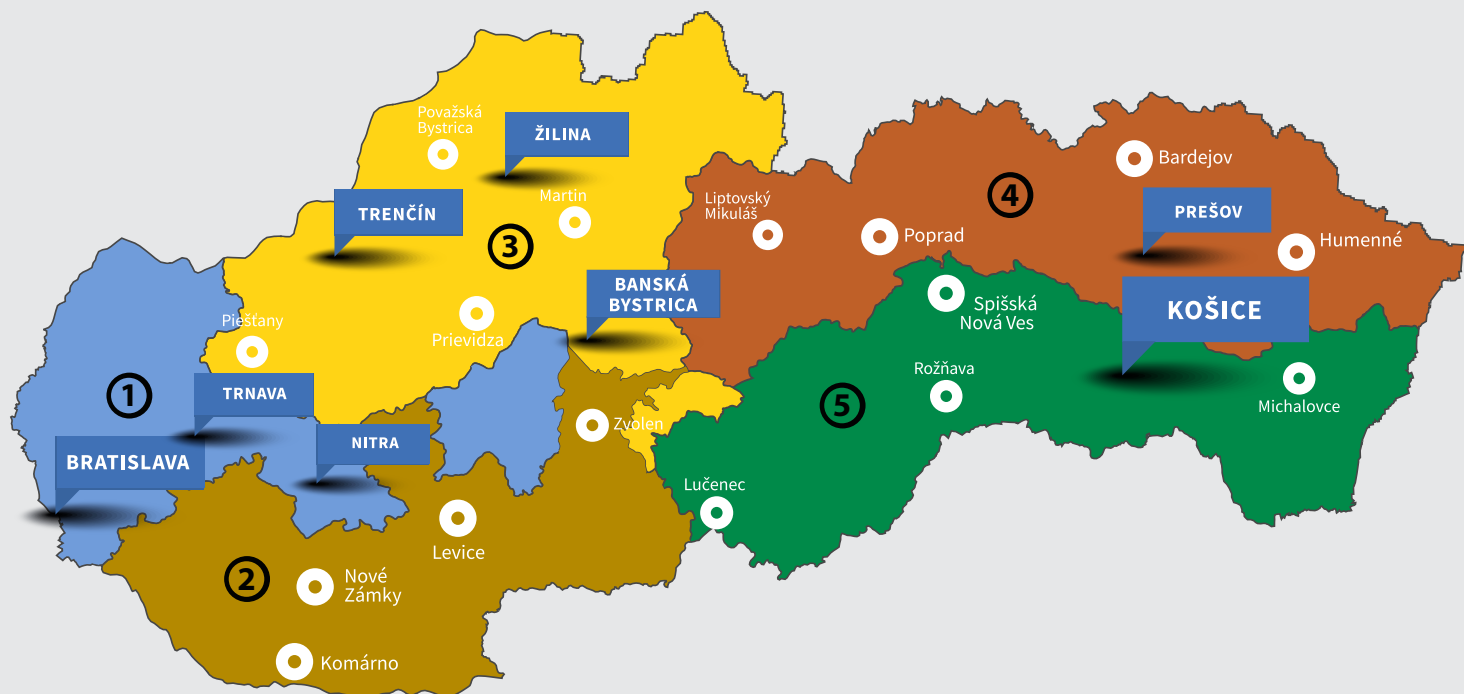 Považská
Bystrica
ŽILINA
Martin
TRENČÍN
3
Liptovský
Mikuláš
Poprad
4
Bardejov
PREŠOV
Humenné
BANSKÁ
BYSTRICA
Prievidza
Piešťany
1
TRNAVA
BRATISLAVA
NITRA
Zvolen
Spišská
Nová Ves
KOŠICE
Rožňava
5
Michalovce
Lučenec
Levice
2
Nové
Zámky
Komárno